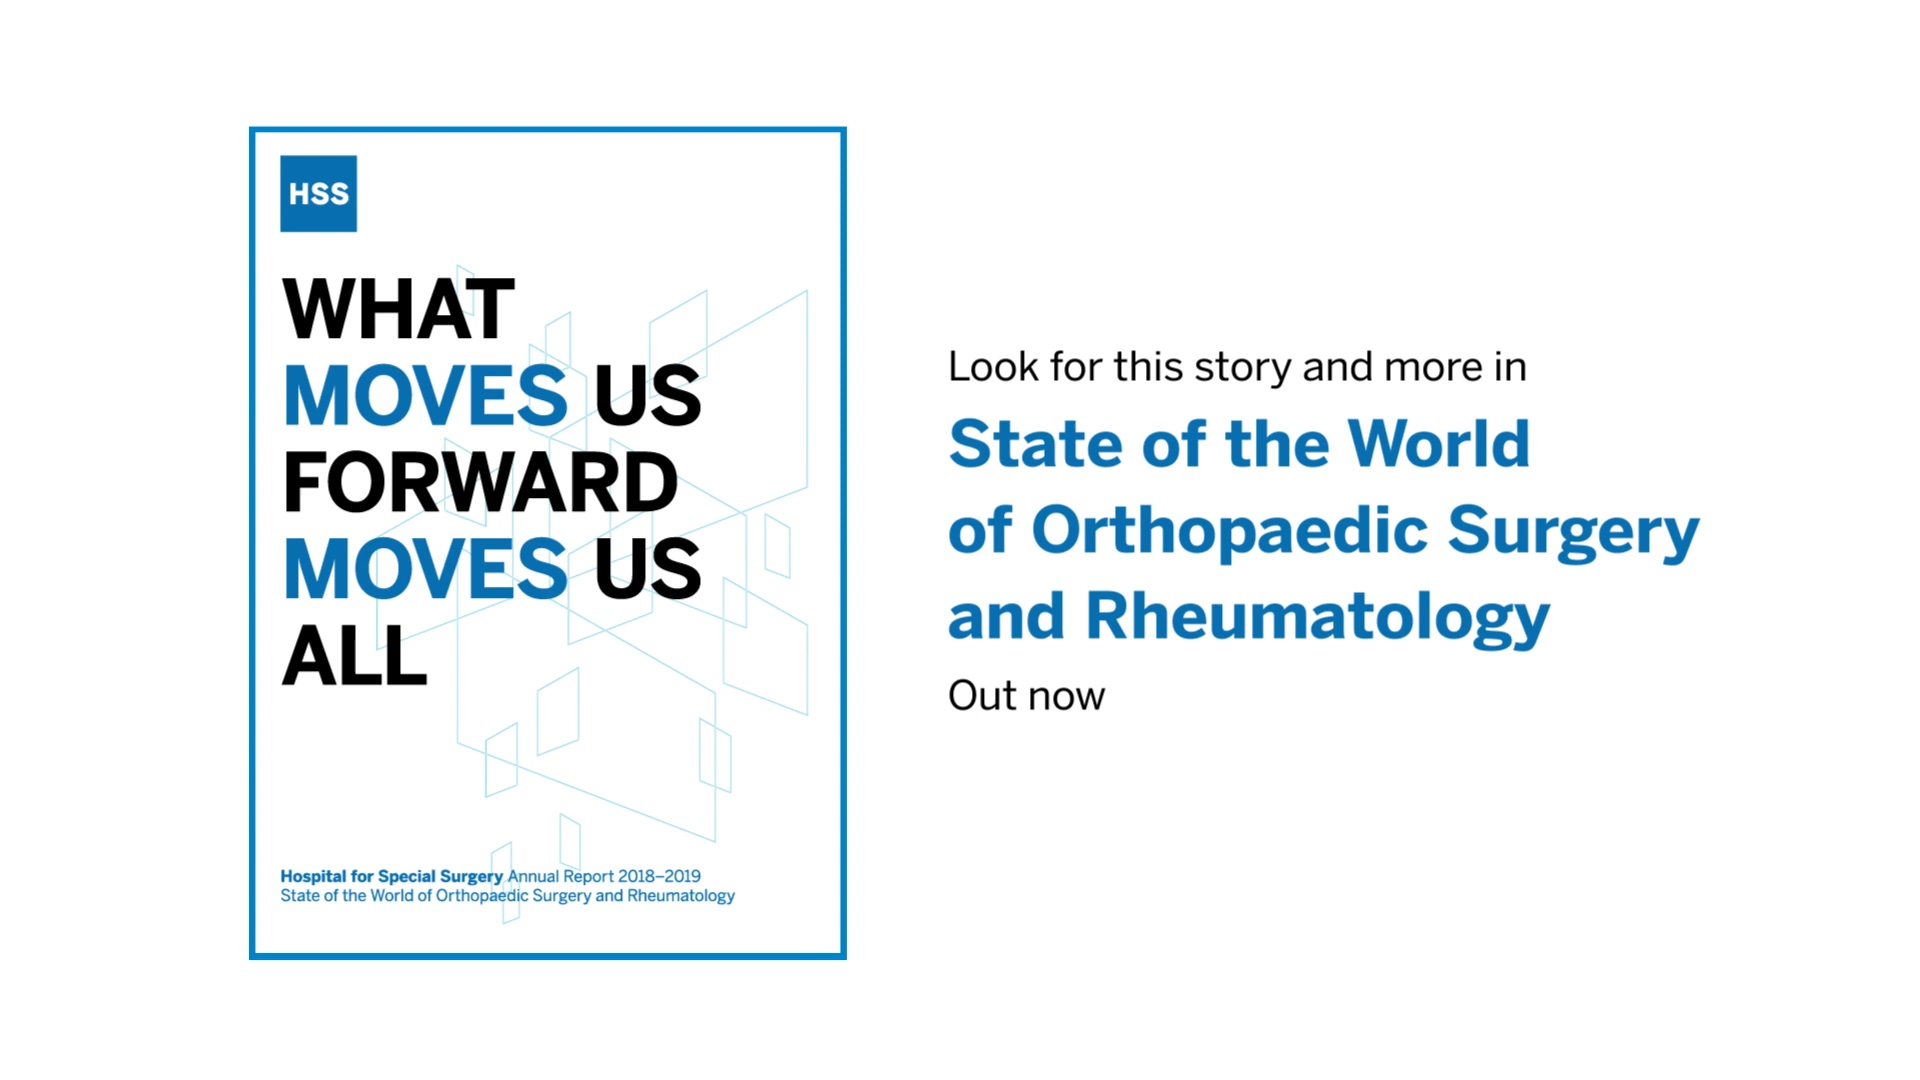 HSS
WHAT
MOVES US
FORWARD
MOVES US
ALL
Hospital for Special Surgery Annual Report 2018–2019
State of the World of Orthopaedic Surgery and Rheumatology
Look for this story and more in
State of the World
of Orthopaedic Surgery
and Rheumatology
Out now